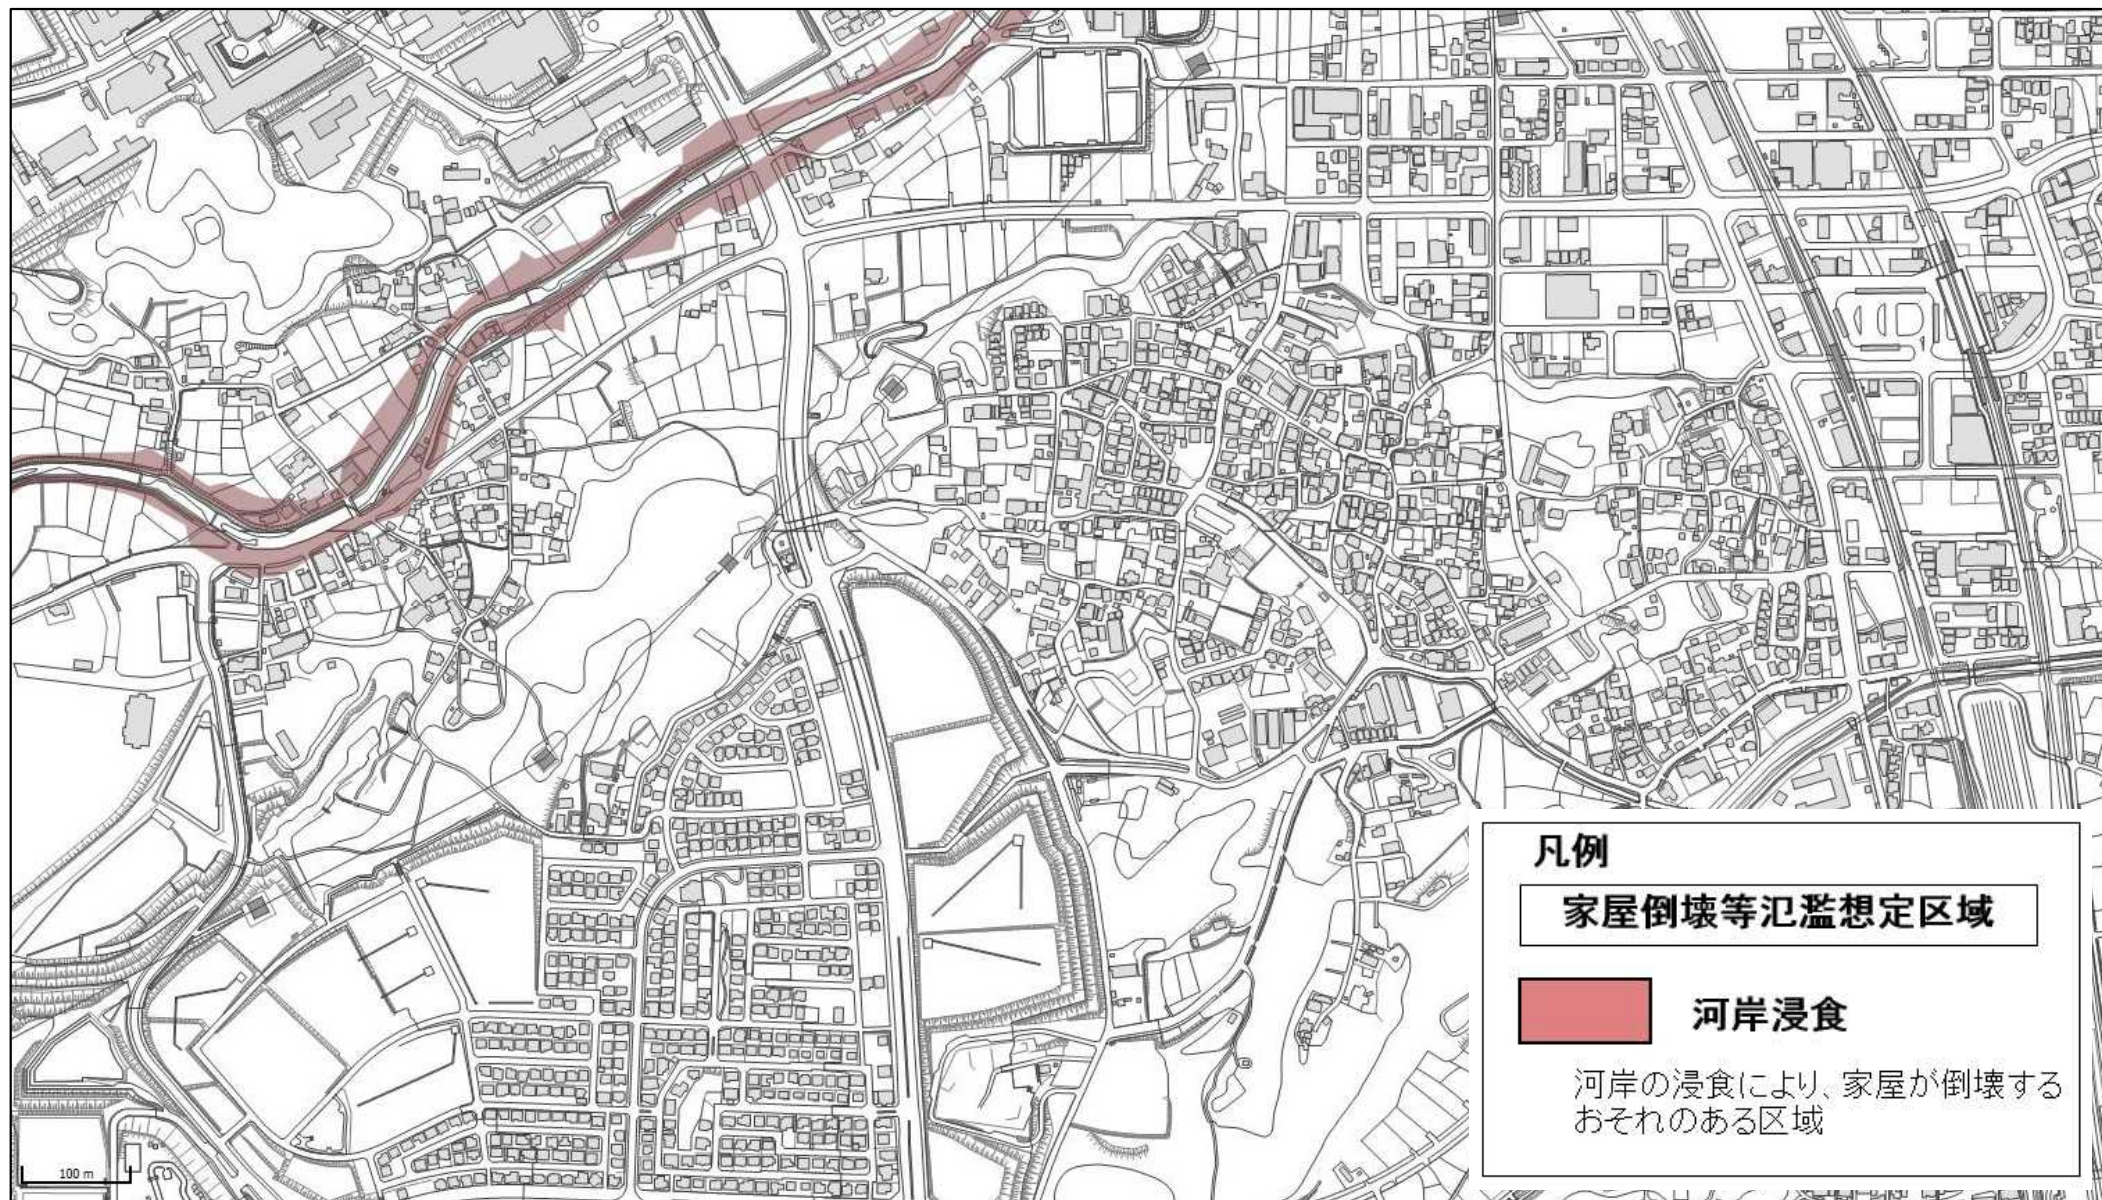 凡例
家屋倒壊等氾濫想定区域
河岸浸食
河岸の浸食により、家屋が倒壊する
おそれのある区域
100 m